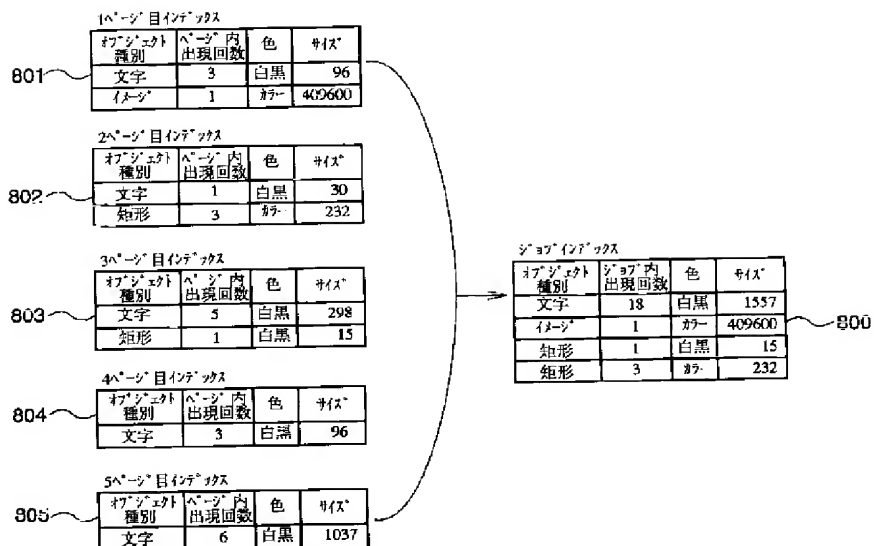 1ページ目インデックス
オブジェクト種別 ページ内出現回数 色 サイズ
801 文字 3 白黒 96
イメージ 1 カラー 409600
2ページ目インデックス
オブジェクト種別 ページ内出現回数 色 サイズ
802 文字 1 白黒 30
矩形 3 カラー 232
3ページ目インデックス
オブジェクト種別 ページ内出現回数 色 サイズ
803 文字 5 白黒 298
矩形 1 白黒 15
4ページ目インデックス
オブジェクト種別 ページ内出現回数 色 サイズ
804 文字 3 白黒 96
5ページ目インデックス
オブジェクト種別 ページ内出現回数 色 サイズ
805 文字 6 白黒 1037
ジョブインデックス
オブジェクト種別 ジョブ内出現回数 色 サイズ
文字 18 白黒 1557
イメージ 1 カラー 409600 800
矩形 1 白黒 15
矩形 3 カラー 232